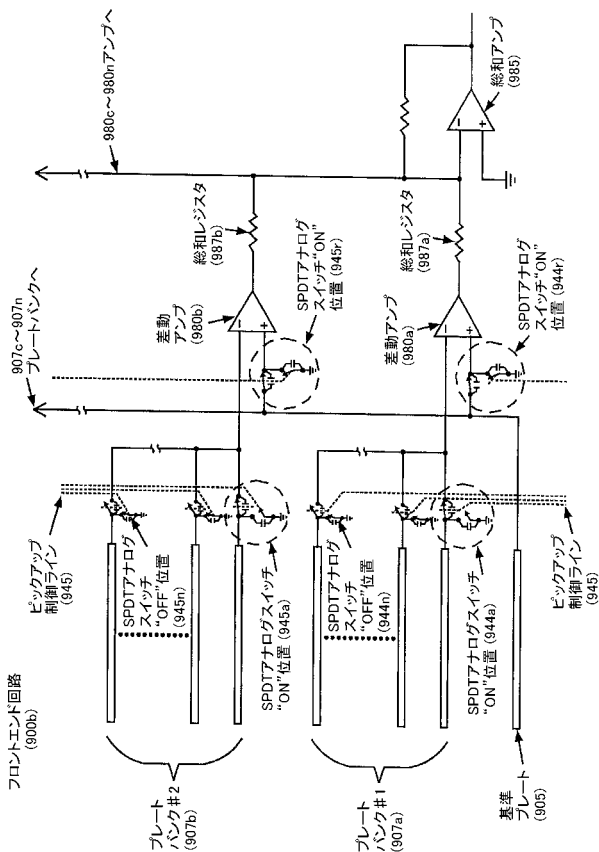 フロントエンド回路
(900b)
ピックアップ
制御ライン
(945)
907c~907n
プレートバンクへ
980c~980nアンプへ
プレート
バンク#2
(907b)
SPDTアナログ
スイッチ
"OFF"位置
(945n)
SPDTアナログスイッチ
"ON"位置 (945a)
差動
アンプ
(980b)
−
+
総和レジスタ
(987b)
SPDTアナログ
スイッチ"ON"
位置 (945r)
プレート
バンク#1
(907a)
SPDTアナログ
スイッチ
"OFF"位置
(944n)
SPDTアナログスイッチ
"ON"位置 (944a)
差動アンプ
(980a)
−
+
総和レジスタ
(987a)
SPDTアナログ
スイッチ"ON"
位置 (944r)
総和アンプ
(985)
−
+
基準
プレート
(905)
ピックアップ
制御ライン
(945)